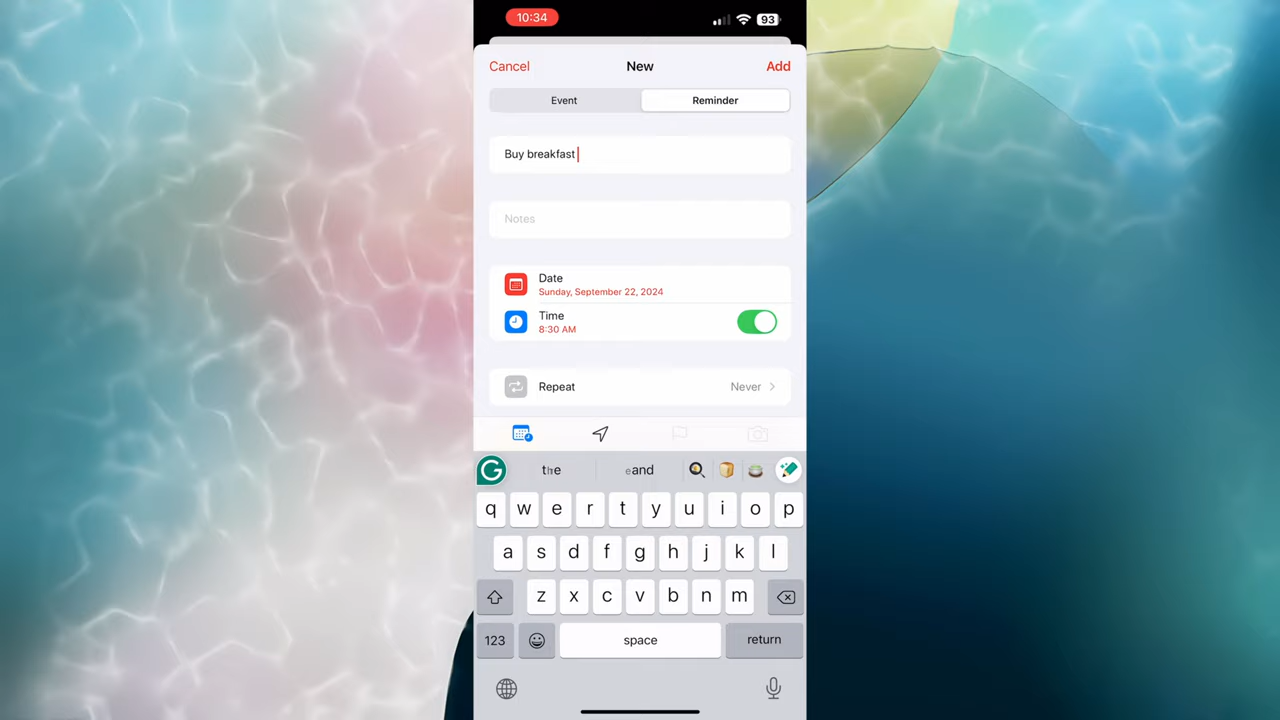 10:34
93
Cancel New Add
Event Reminder
Buy breakfast
Notes
Date
Sunday, September 22, 2024
Time
8:30 AM
Repeat Never
G the eand
q w e r t y u i o p
a s d f g h j k l
z x c v b n m
123 space return